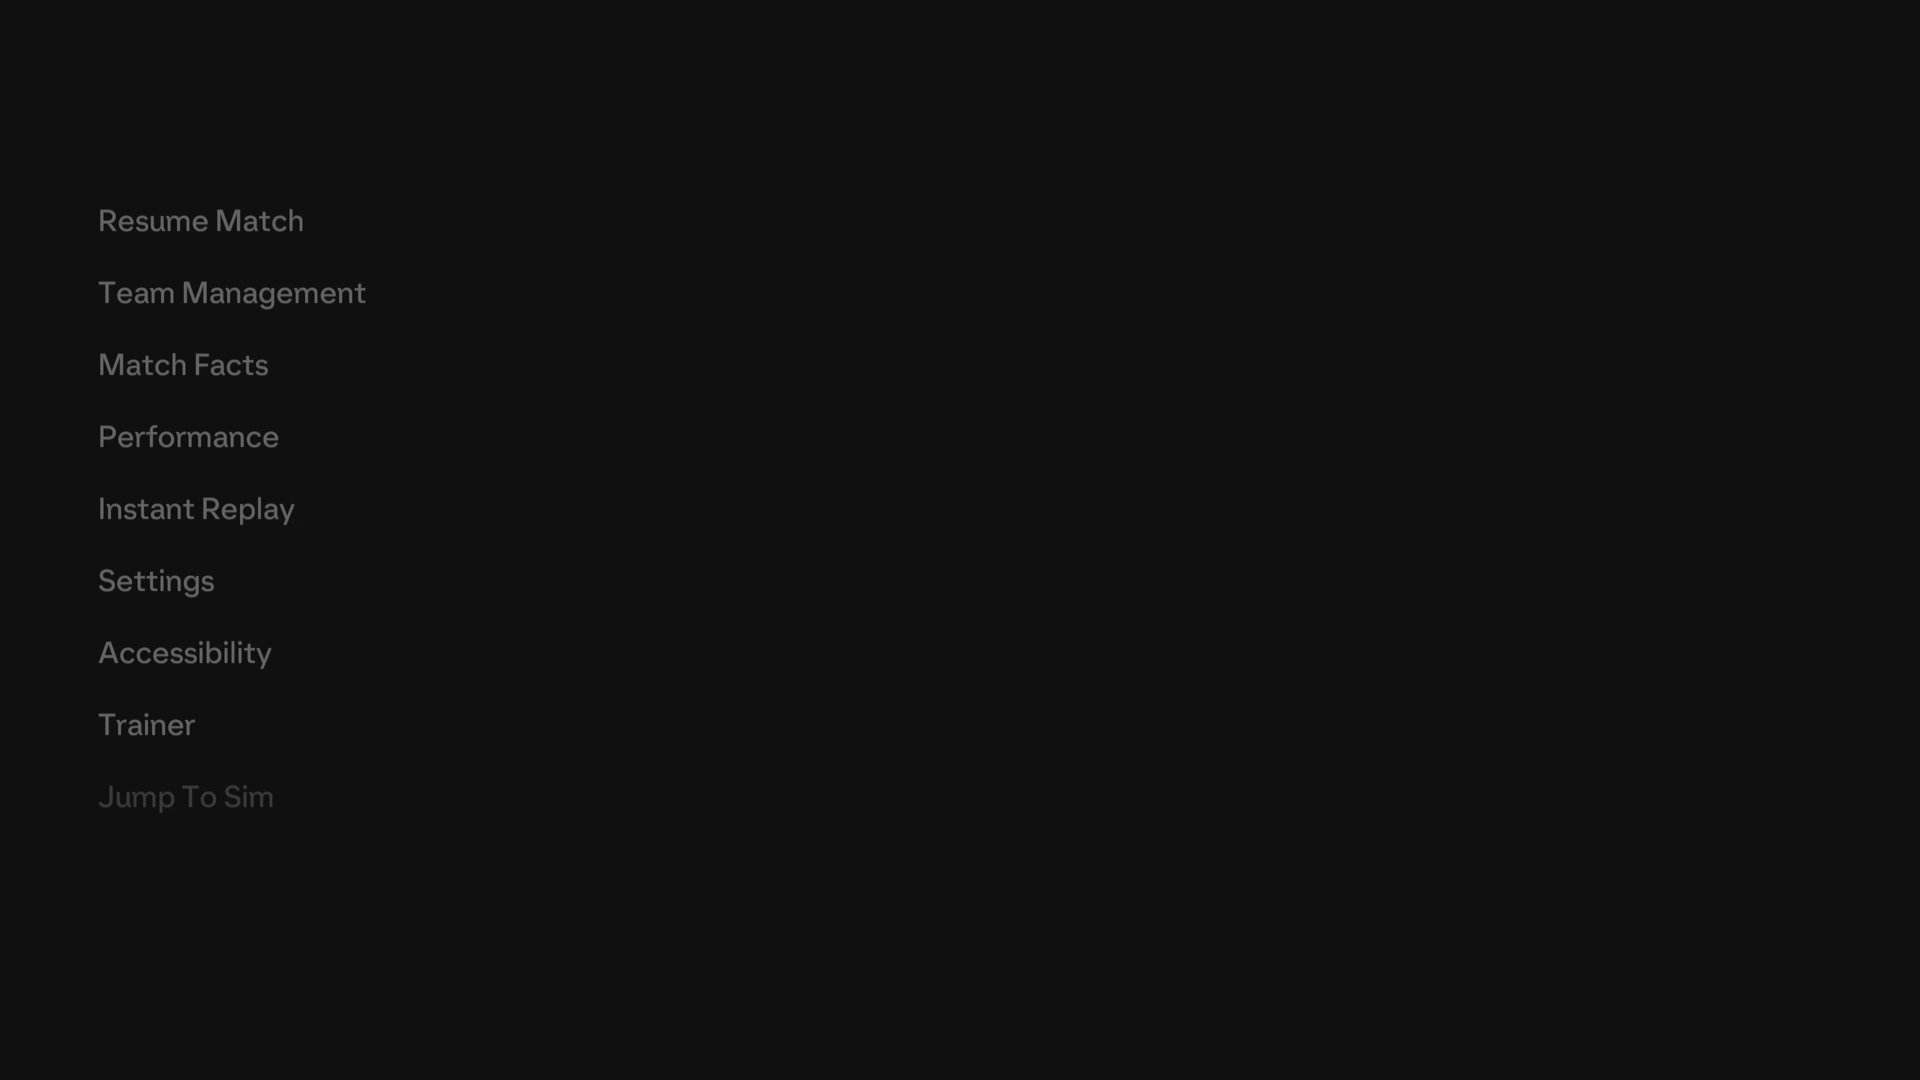 Resume Match
Team Management
Match Facts
Performance
Instant Replay
Settings
Accessibility
Trainer
Jump To Sim